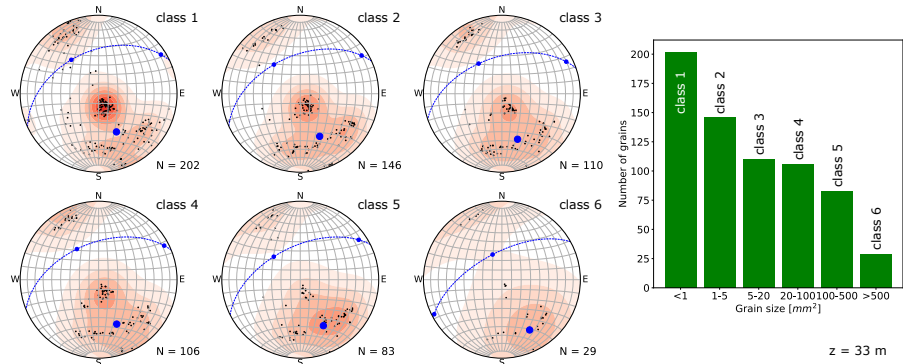 class 1
N
W
E
S
N = 202
class 2
N
W
E
S
N = 146
class 3
N
W
E
S
N = 110
class 4
N
W
E
S
N = 106
class 5
N
W
E
S
N = 83
class 6
N
W
E
S
N = 29
Number of grains
200
175
150
125
100
75
50
25
0
class 1
class 2
class 3
class 4
class 5
class 6
<1
1-5
5-20
20-100
100-500
>500
Grain size [mm²]
z = 33 m